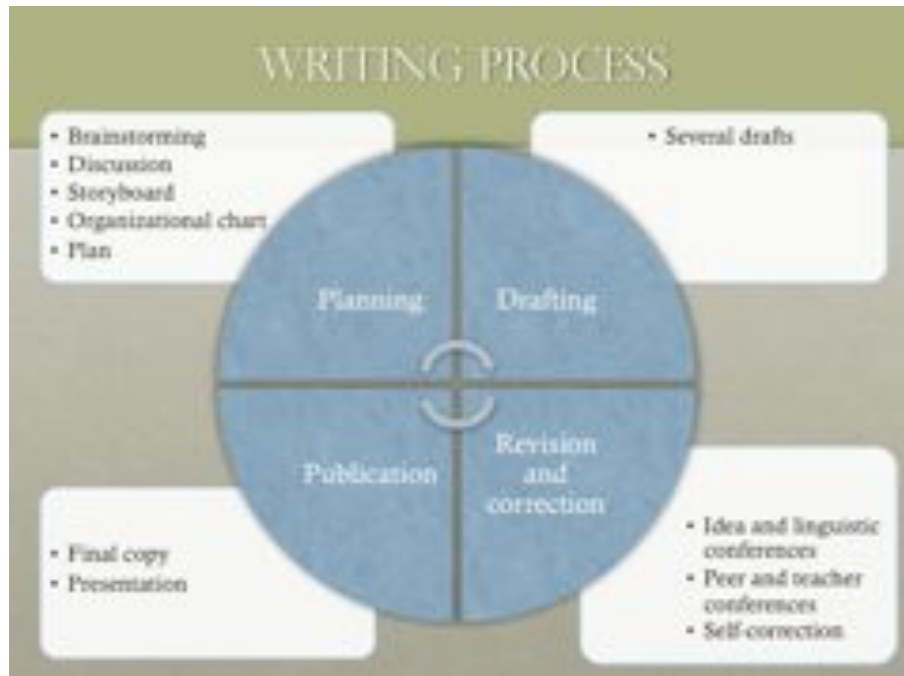 WRITING PROCESS
• Brainstorming
• Discussion
• Storyboard
• Organizational chart
• Plan
• Several drafts
Planning
Drafting
Publication
Revision
and
correction
• Final copy
• Presentation
• Idea and linguistic
conferences
• Peer and teacher
conferences
• Self-correction